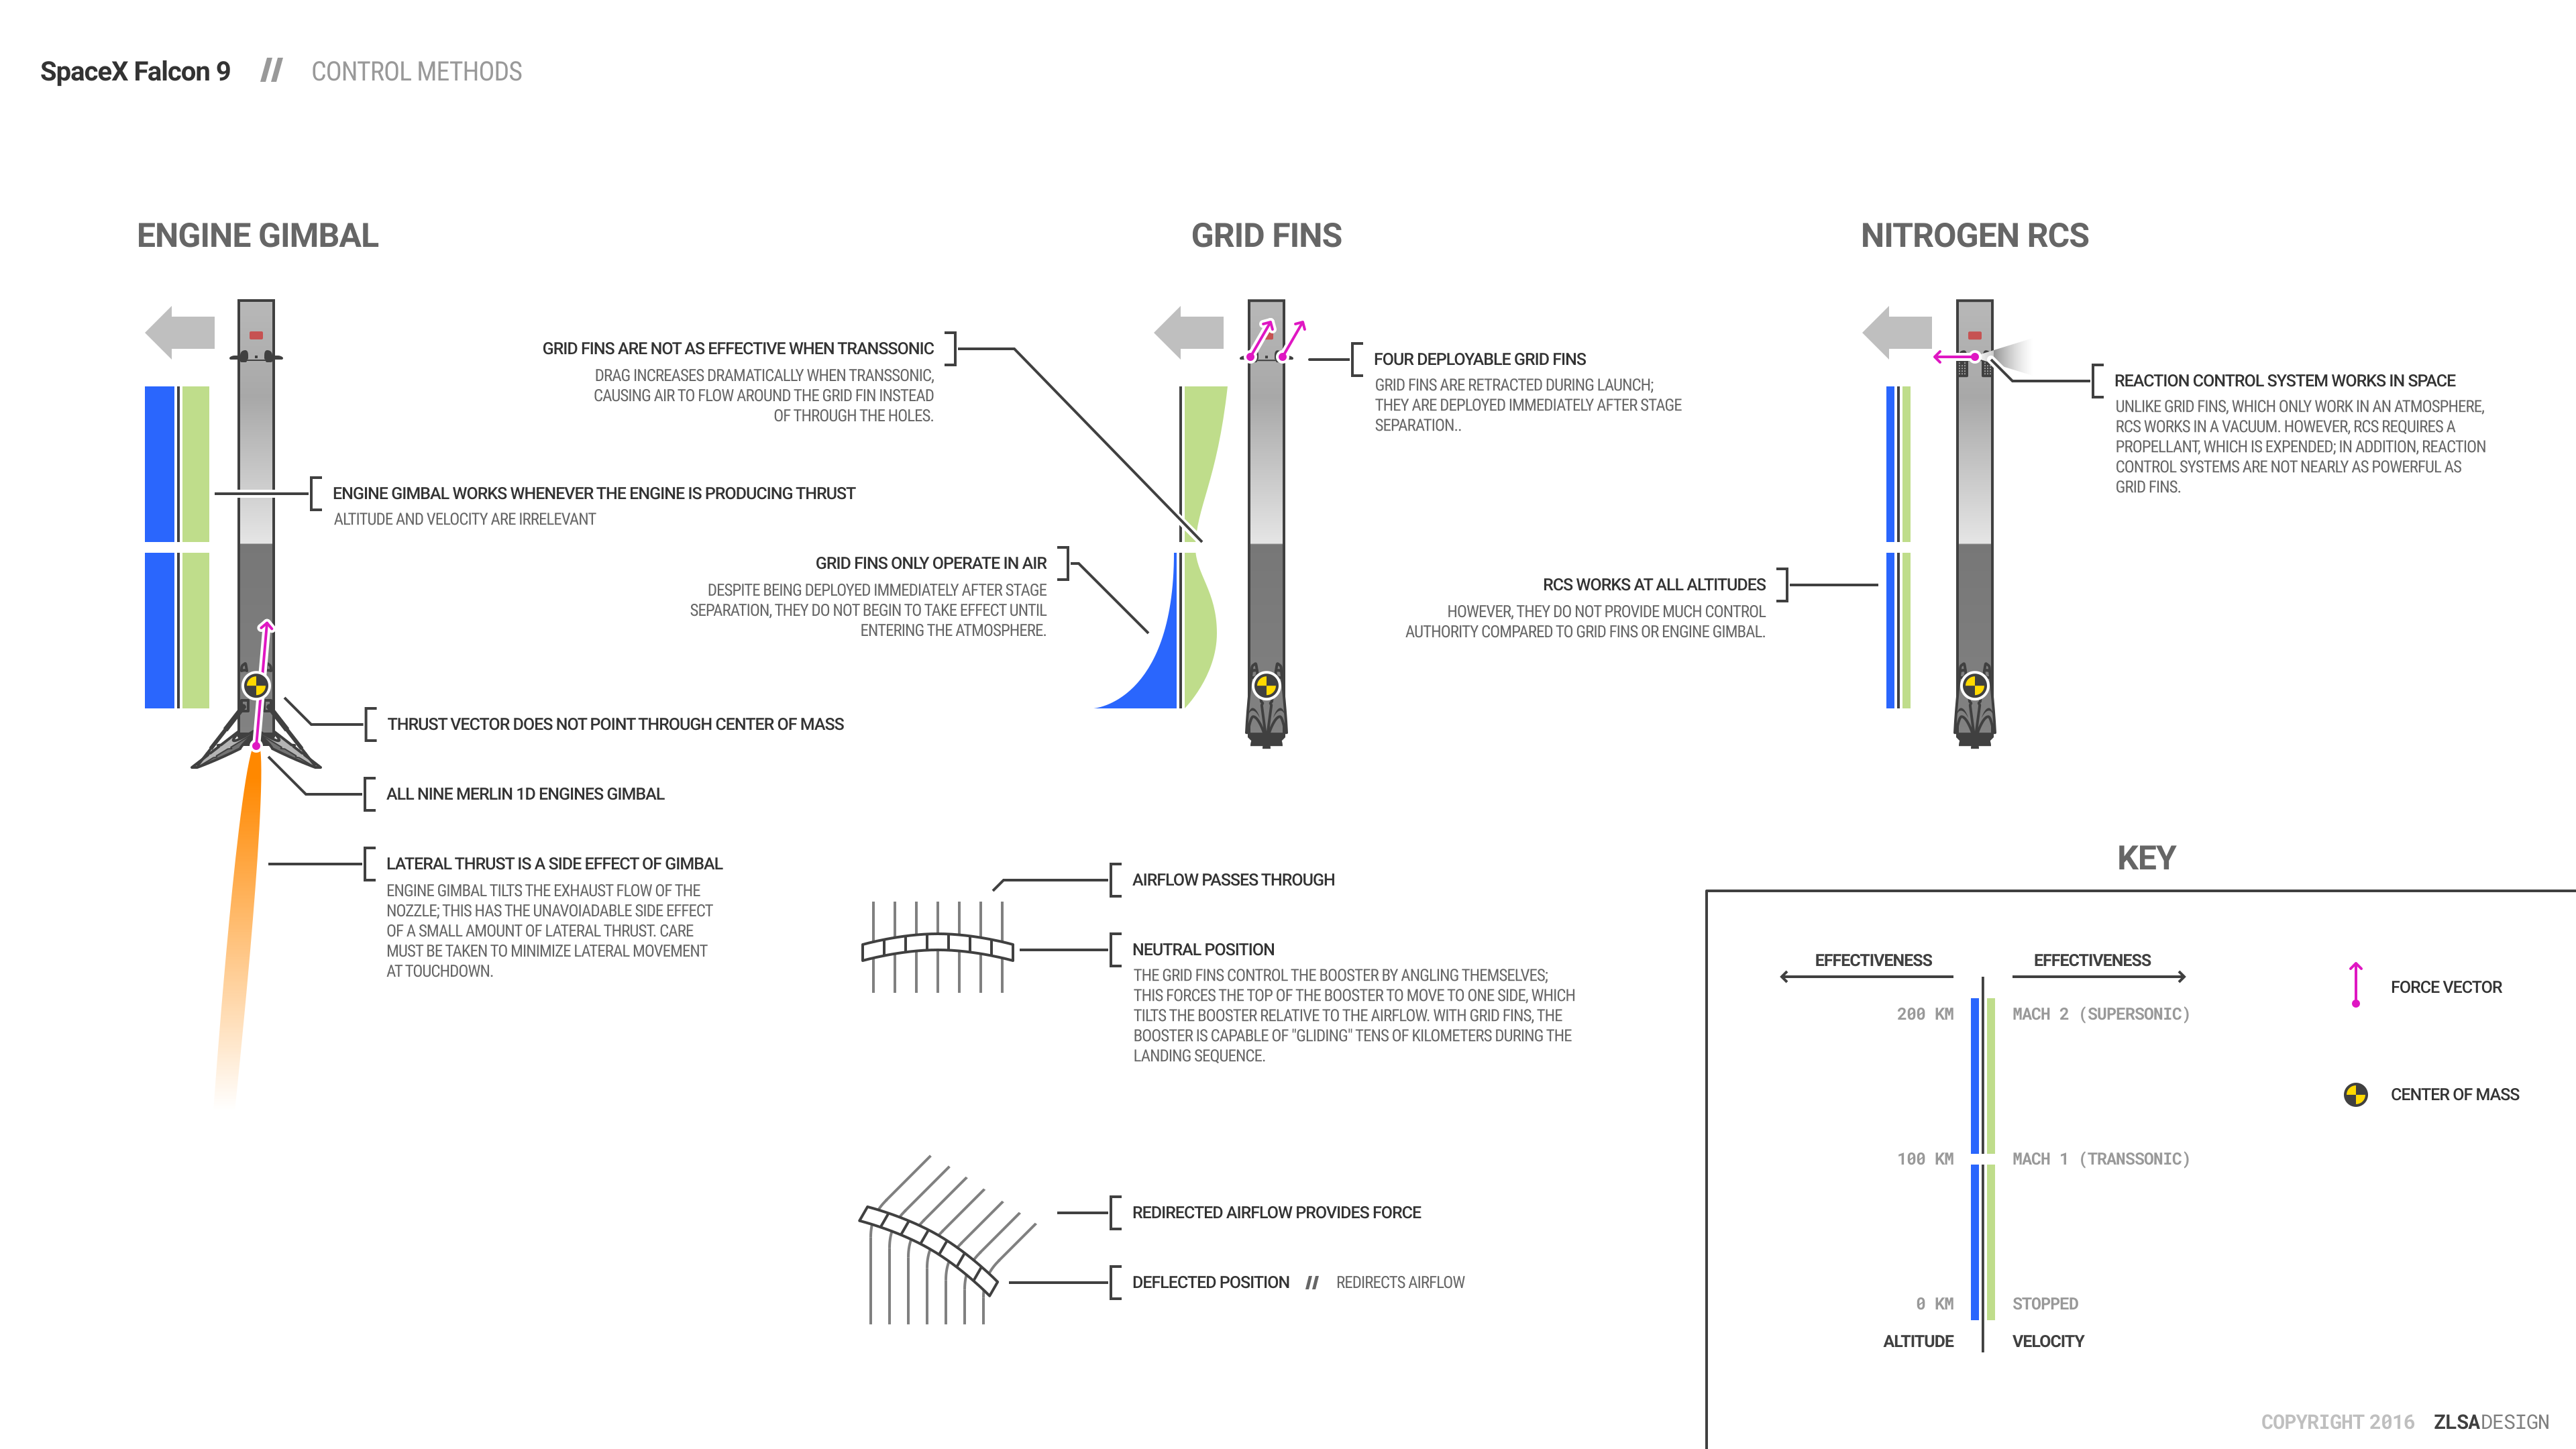 SpaceX Falcon 9 // CONTROL METHODS
ENGINE GIMBAL
ENGINE GIMBAL WORKS WHENEVER THE ENGINE IS PRODUCING THRUST
ALTITUDE AND VELOCITY ARE IRRELEVANT
THRUST VECTOR DOES NOT POINT THROUGH CENTER OF MASS
ALL NINE MERLIN 1D ENGINES GIMBAL
LATERAL THRUST IS A SIDE EFFECT OF GIMBAL
ENGINE GIMBAL TILTS THE EXHAUST FLOW OF THE
NOZZLE; THIS HAS THE UNAVOIADABLE SIDE EFFECT
OF A SMALL AMOUNT OF LATERAL THRUST. CARE
MUST BE TAKEN TO MINIMIZE LATERAL MOVEMENT
AT TOUCHDOWN.
GRID FINS
GRID FINS ARE NOT AS EFFECTIVE WHEN TRANSSONIC
DRAG INCREASES DRAMATICALLY WHEN TRANSSONIC,
CAUSING AIR TO FLOW AROUND THE GRID FIN INSTEAD
OF THROUGH THE HOLES.
GRID FINS ONLY OPERATE IN AIR
DESPITE BEING DEPLOYED IMMEDIATELY AFTER STAGE
SEPARATION, THEY DO NOT BEGIN TO TAKE EFFECT UNTIL
ENTERING THE ATMOSPHERE.
FOUR DEPLOYABLE GRID FINS
GRID FINS ARE RETRACTED DURING LAUNCH;
THEY ARE DEPLOYED IMMEDIATELY AFTER STAGE
SEPARATION..
AIRFLOW PASSES THROUGH
NEUTRAL POSITION
THE GRID FINS CONTROL THE BOOSTER BY ANGLING THEMSELVES;
THIS FORCES THE TOP OF THE BOOSTER TO MOVE TO ONE SIDE, WHICH
TILTS THE BOOSTER RELATIVE TO THE AIRFLOW. WITH GRID FINS, THE
BOOSTER IS CAPABLE OF "GLIDING" TENS OF KILOMETERS DURING THE
LANDING SEQUENCE.
REDIRECTED AIRFLOW PROVIDES FORCE
DEFLECTED POSITION // REDIRECTS AIRFLOW
NITROGEN RCS
REACTION CONTROL SYSTEM WORKS IN SPACE
UNLIKE GRID FINS, WHICH ONLY WORK IN AN ATMOSPHERE,
RCS WORKS IN A VACUUM. HOWEVER, RCS REQUIRES A
PROPELLANT, WHICH IS EXPENDED; IN ADDITION, REACTION
CONTROL SYSTEMS ARE NOT NEARLY AS POWERFUL AS
GRID FINS.
RCS WORKS AT ALL ALTITUDES
HOWEVER, THEY DO NOT PROVIDE MUCH CONTROL
AUTHORITY COMPARED TO GRID FINS OR ENGINE GIMBAL.
KEY
EFFECTIVENESS EFFECTIVENESS
200 KM MACH 2 (SUPERSONIC)
100 KM MACH 1 (TRANSSONIC)
0 KM STOPPED
ALTITUDE VELOCITY
FORCE VECTOR
CENTER OF MASS
COPYRIGHT 2016 ZLSADESIGN